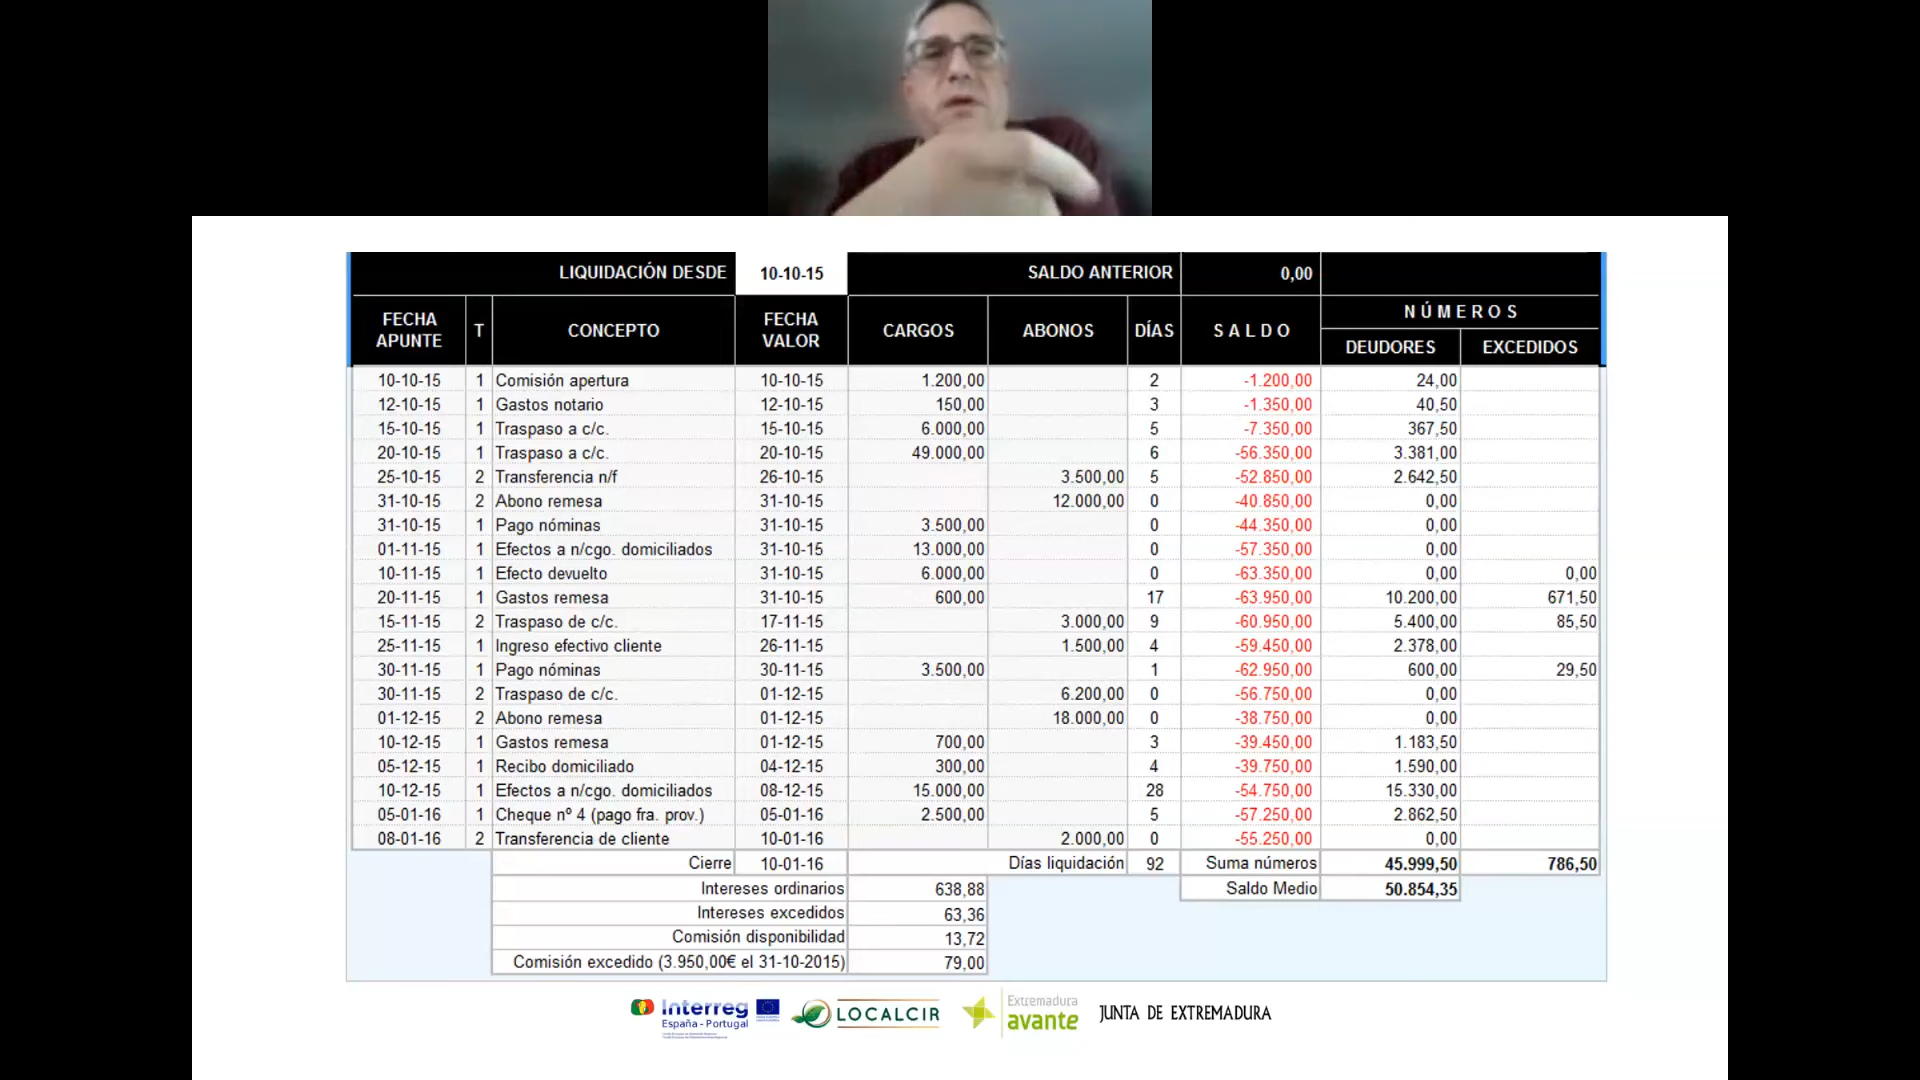 LIQUIDACIÓN DESDE 10-10-15 SALDO ANTERIOR 0,00
FECHA APUNTE T CONCEPTO FECHA VALOR CARGOS ABONOS DÍAS SALDO NÚMEROS
DEUDORES EXCEDIDOS
10-10-15 1 Comisión apertura 10-10-15 1.200,00 2 -1.200,00 24,00
12-10-15 1 Gastos notario 12-10-15 150,00 3 -1.350,00 40,50
15-10-15 1 Traspaso a c/c. 15-10-15 6.000,00 5 -7.350,00 367,50
20-10-15 1 Traspaso a c/c. 20-10-15 49.000,00 6 -56.350,00 3.381,00
25-10-15 2 Transferencia n/f 26-10-15 3.500,00 5 -52.850,00 2.642,50
31-10-15 2 Abono remesa 31-10-15 12.000,00 0 -40.850,00 0,00
31-10-15 1 Pago nóminas 31-10-15 3.500,00 0 -44.350,00 0,00
01-11-15 1 Efectos a n/cgo. domiciliados 31-10-15 13.000,00 0 -57.350,00 0,00
10-11-15 1 Efecto devuelto 31-10-15 6.000,00 0 -63.350,00 0,00 0,00
20-11-15 1 Gastos remesa 31-10-15 600,00 17 -63.950,00 10.200,00 671,50
15-11-15 2 Traspaso de c/c. 17-11-15 3.000,00 9 -60.950,00 5.400,00 85,50
25-11-15 1 Ingreso efectivo cliente 26-11-15 1.500,00 4 -59.450,00 2.378,00
30-11-15 1 Pago nóminas 30-11-15 3.500,00 1 -62.950,00 600,00 29,50
30-11-15 2 Traspaso de c/c. 01-12-15 6.200,00 0 -56.750,00 0,00
01-12-15 2 Abono remesa 01-12-15 18.000,00 0 -38.750,00 0,00
10-12-15 1 Gastos remesa 01-12-15 700,00 3 -39.450,00 1.183,50
05-12-15 1 Recibo domiciliado 04-12-15 300,00 4 -39.750,00 1.590,00
10-12-15 1 Efectos a n/cgo. domiciliados 08-12-15 15.000,00 28 -54.750,00 15.330,00
05-01-16 1 Cheque nº 4 (pago fra. prov.) 05-01-16 2.500,00 5 -57.250,00 2.862,50
08-01-16 2 Transferencia de cliente 10-01-16 2.000,00 0 -55.250,00 0,00
Cierre 10-01-16 Días liquidación 92 Suma números 45.999,50 786,50
Intereses ordinarios 638,88 Saldo Medio 50.854,35
Intereses excedidos 63,36
Comisión disponibilidad 13,72
Comisión excedido (3.950,00€ el 31-10-2015) 79,00
Interreg
España - Portugal
LOCALCIR
Extremadura
avante
JUNTA DE EXTREMADURA